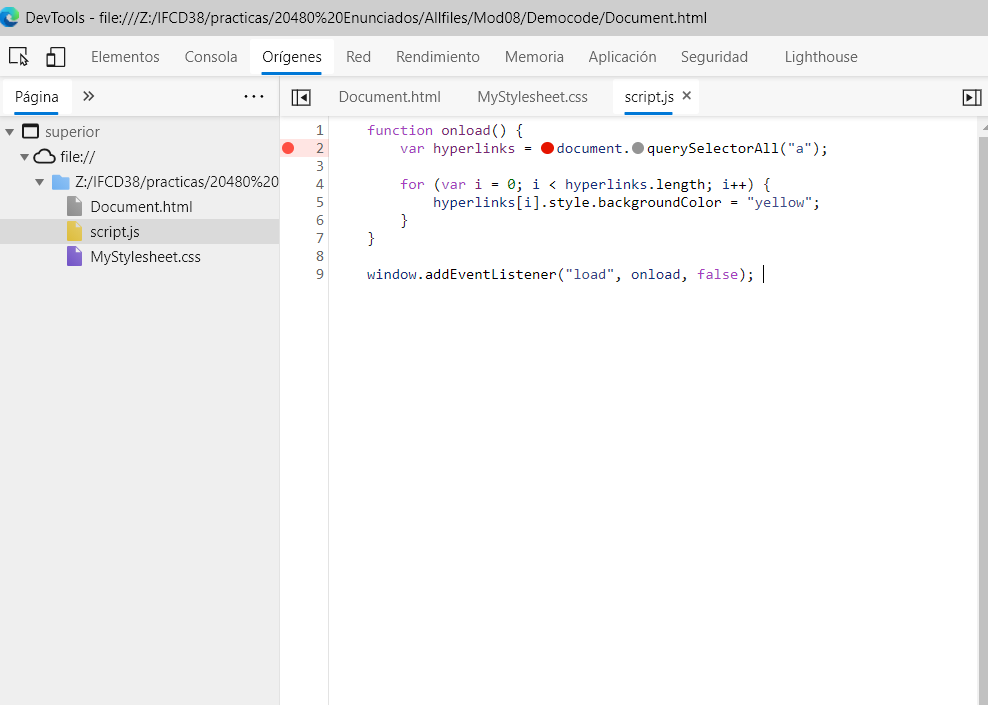 DevTools - file:///Z:/IFCD38/practicas/20480%20Enunciados/Allfiles/Mod08/Democode/Document.html
Elementos Consola Orígenes Red Rendimiento Memoria Aplicación Seguridad Lighthouse
Página » ··· Document.html MyStylesheet.css script.js ×
superior
file://
Z:/IFCD38/practicas/20480%20
Document.html
script.js
MyStylesheet.css
1 function onload() {
2 var hyperlinks = document.querySelectorAll("a");
3
4 for (var i = 0; i < hyperlinks.length; i++) {
5 hyperlinks[i].style.backgroundColor = "yellow";
6 }
7 }
8
9 window.addEventListener("load", onload, false);